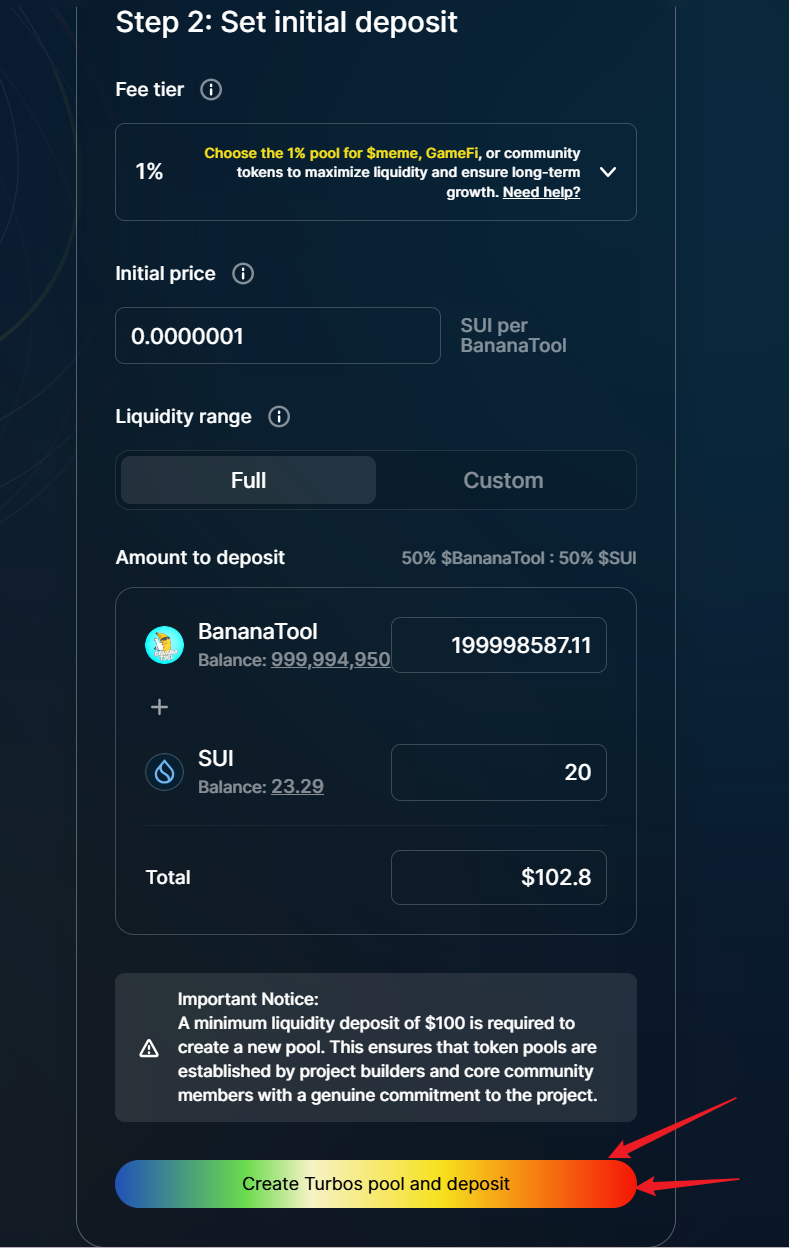 Step 2: Set initial deposit
Fee tier
1%
Choose the 1% pool for $meme, GameFi, or community
tokens to maximize liquidity and ensure long-term
growth. Need help?
Initial price
0.0000001
SUI per
BananaTool
Liquidity range
Full
Custom
Amount to deposit
50% $BananaTool : 50% $SUI
BananaTool
Balance: 999,994,950
199998587.11
SUI
Balance: 23.29
20
Total
$102.8
Important Notice:
A minimum liquidity deposit of $100 is required to
create a new pool. This ensures that token pools are
established by project builders and core community
members with a genuine commitment to the project.
Create Turbos pool and deposit